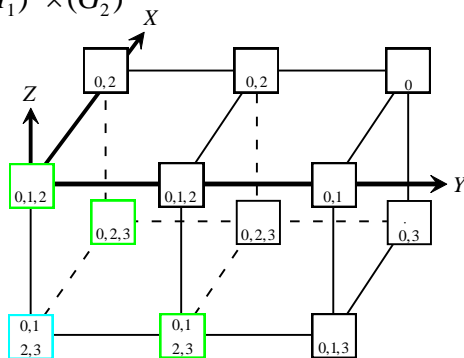 ₁) ×(G₂)
X
0,2 0,2 0
Z
0,1,2 0,1,2 0,1 Y
0,2,3 0,2,3 0,3
0,1 0,1
2,3 2,3 0,1,3